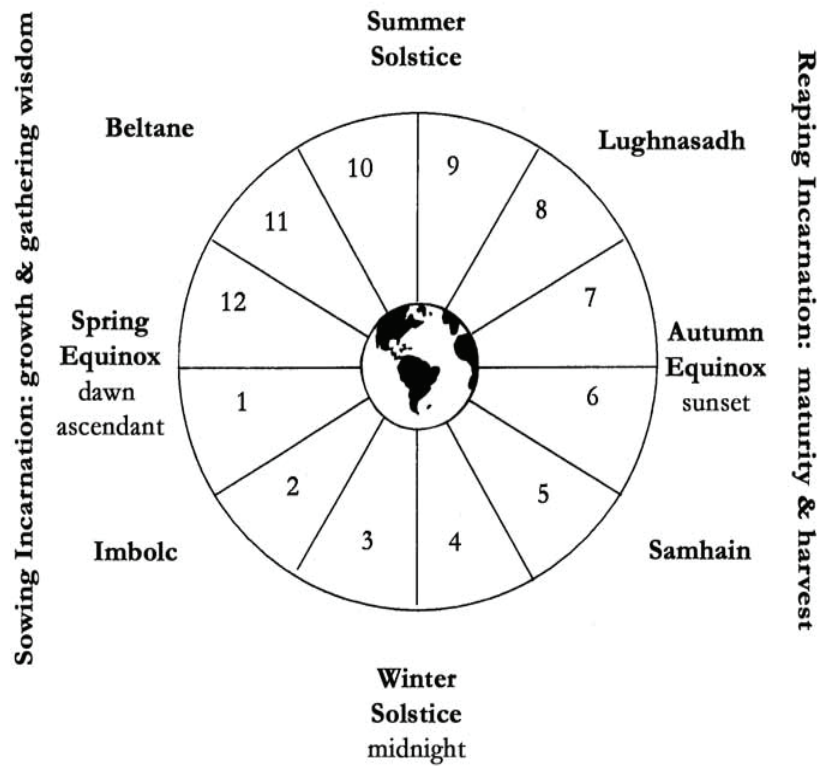 Summer
Solstice
Sowing Incarnation: growth & gathering wisdom
Reaping Incarnation: maturity & harvest
Beltane
Lughnasadh
10
9
11
8
12
7
Spring
Equinox
dawn
ascendant
Autumn
Equinox
sunset
1
6
2
5
3
4
Imbolc
Samhain
Winter
Solstice
midnight